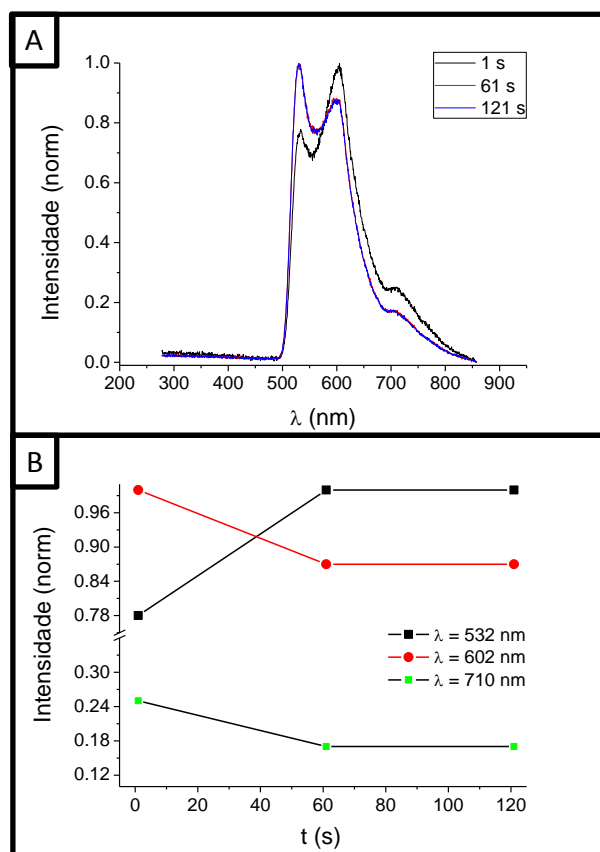 A
1 s
61 s
121 s
Intensidade (norm)
1.0
0.8
0.6
0.4
0.2
0.0
200 300 400 500 600 700 800 900
λ (nm)
B
Intensidade (norm)
0.96
0.90
0.84
0.78
0.30
0.24
0.18
0.12
λ = 532 nm
λ = 602 nm
λ = 710 nm
0 20 40 60 80 100 120
t (s)